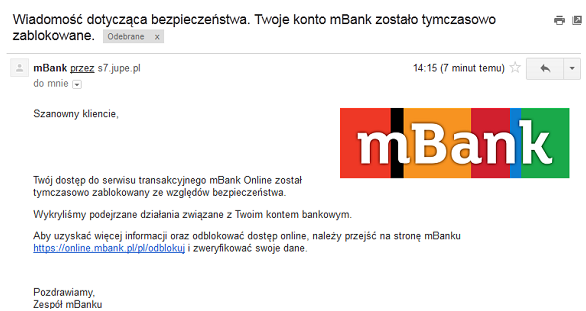 Wiadomość dotycząca bezpieczeństwa. Twoje konto mBank zostało tymczasowo
zablokowane. Odebrane x
mBank przez s7.jupe.pl 14:15 (7 minut temu)
do mnie
Szanowny kliencie,
mBank
Twój dostęp do serwisu transakcyjnego mBank Online został
tymczasowo zablokowany ze względów bezpieczeństwa.
Wykryliśmy podejrzane działania związane z Twoim kontem bankowym.
Aby uzyskać więcej informacji oraz odblokować dostęp online, należy przejść na stronę mBanku
https://online.mbank.pl/pl/odblokuj i zweryfikować swoje dane.
Pozdrawiamy,
Zespół mBanku